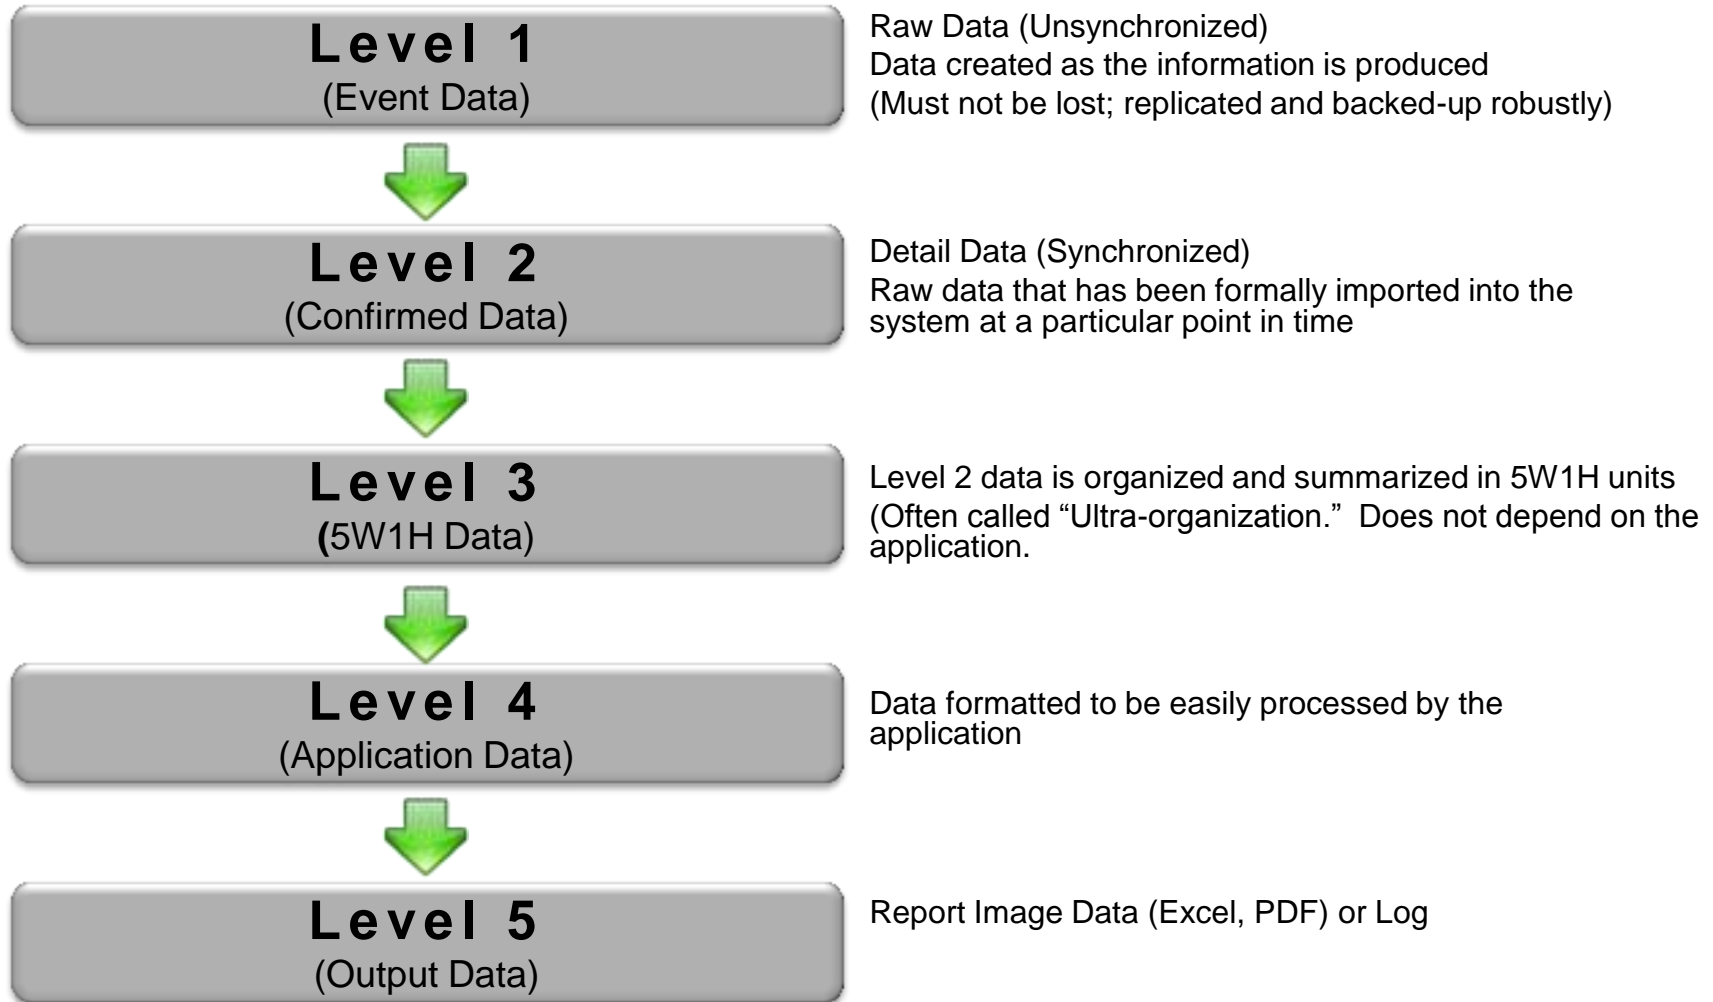 Level 1
(Event Data)
Raw Data (Unsynchronized)
Data created as the information is produced
(Must not be lost; replicated and backed-up robustly)
Level 2
(Confirmed Data)
Detail Data (Synchronized)
Raw data that has been formally imported into the
system at a particular point in time
Level 3
(5W1H Data)
Level 2 data is organized and summarized in 5W1H units
(Often called “Ultra-organization.”  Does not depend on the
application.
Level 4
(Application Data)
Data formatted to be easily processed by the
application
Level 5
(Output Data)
Report Image Data (Excel, PDF) or Log